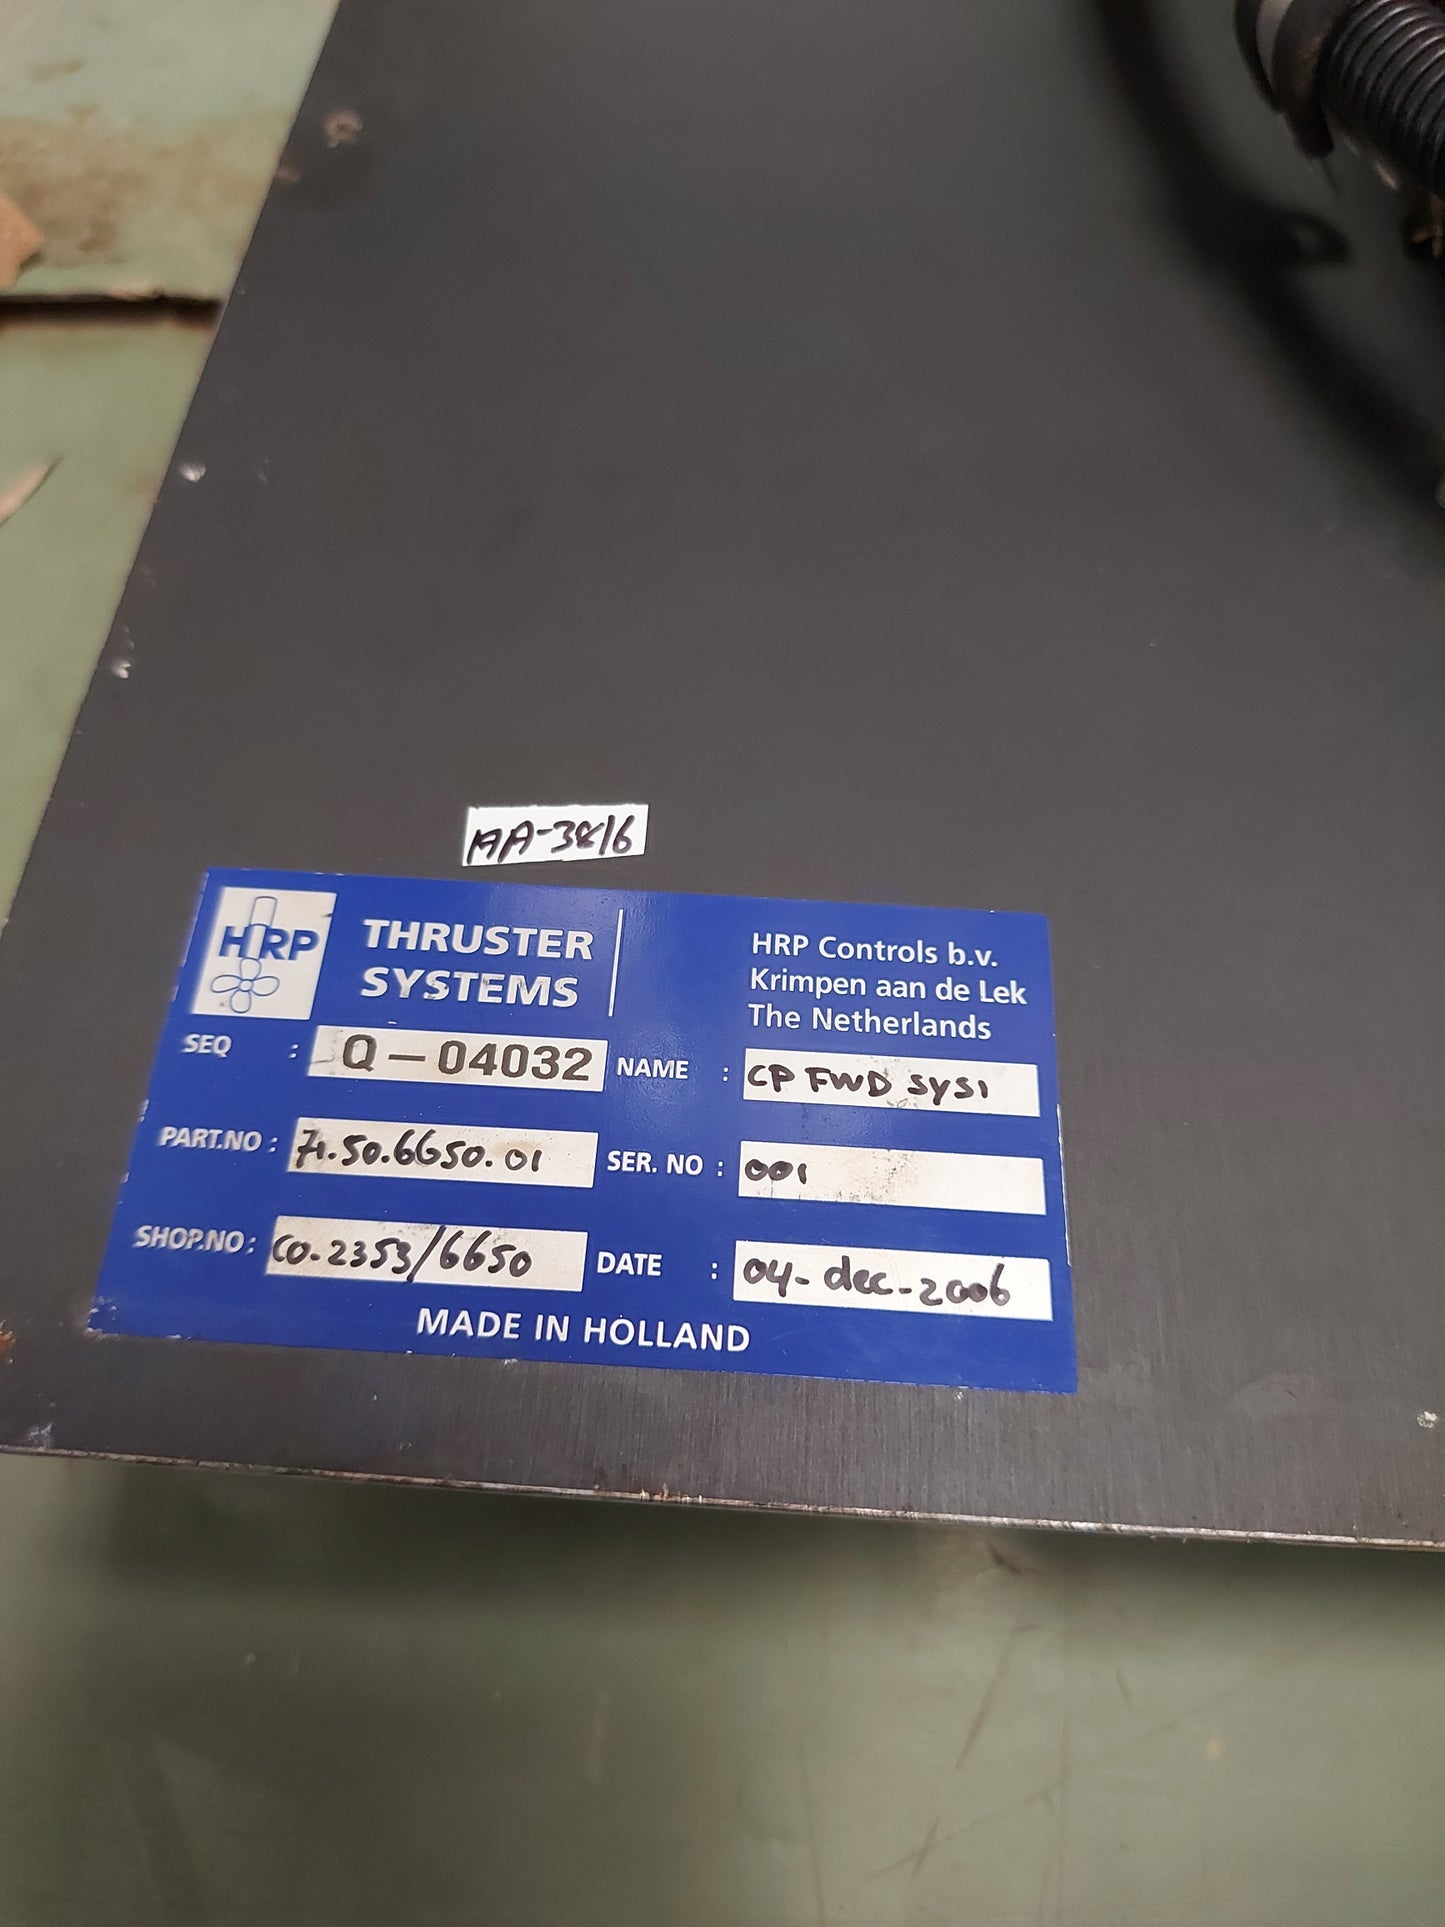 AA-3816
HRP
THRUSTER
SYSTEMS
HRP Controls b.v.
Krimpen aan de Lek
The Netherlands
SEQ : Q - 04032 NAME : CP FWD SYS1
PART.NO : 71.50.6650.01 SER. NO : 001
SHOP.NO : CO-2353/6650 DATE : 04-dec-2006
MADE IN HOLLAND